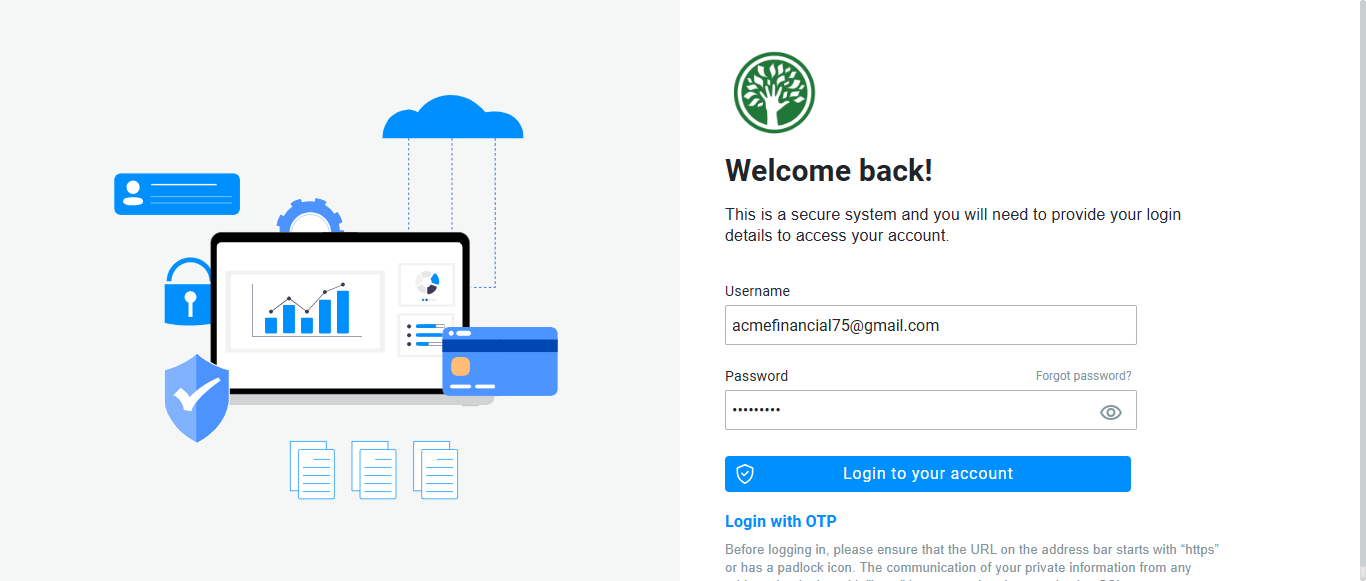 Welcome back!
This is a secure system and you will need to provide your login
details to access your account.
Username
acmefinancial75@gmail.com
Password
Forgot password?
•••••••••
Login to your account
Login with OTP
Before logging in, please ensure that the URL on the address bar starts with “https”
or has a padlock icon. The communication of your private information from any